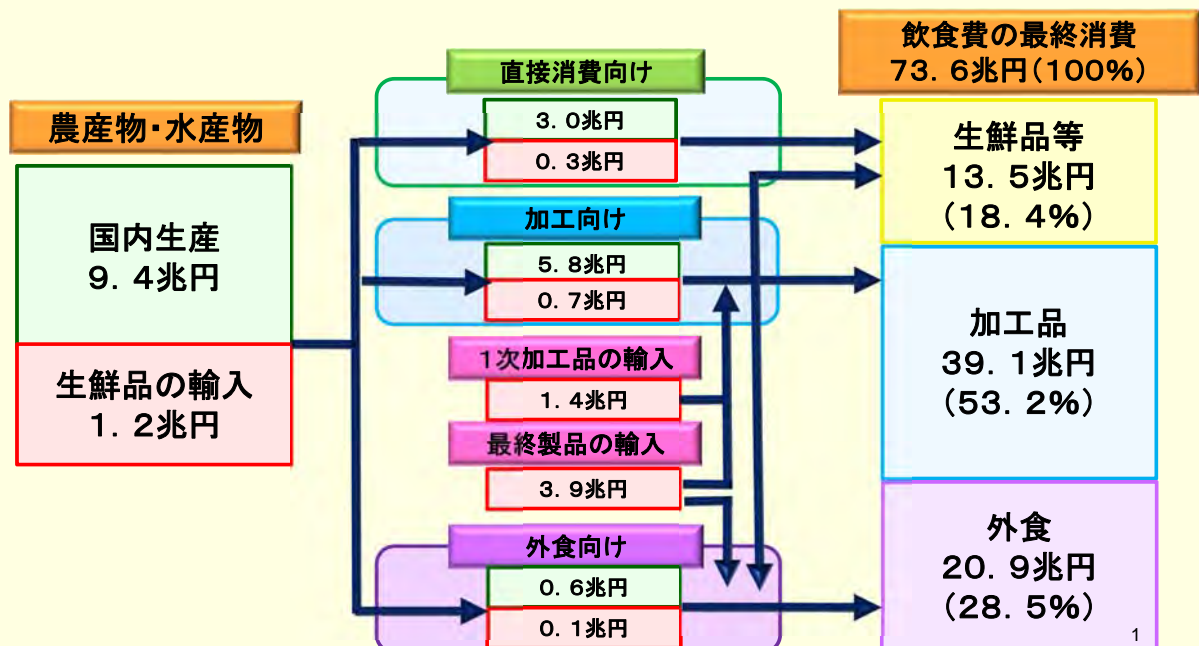 農産物・水産物
国内生産
9.4兆円
生鮮品の輸入
1.2兆円
直接消費向け
3.0兆円
0.3兆円
加工向け
5.8兆円
0.7兆円
1次加工品の輸入
1.4兆円
最終製品の輸入
3.9兆円
外食向け
0.6兆円
0.1兆円
飲食費の最終消費
73.6兆円(100%)
生鮮品等
13.5兆円
(18.4%)
加工品
39.1兆円
(53.2%)
外食
20.9兆円
(28.5%)
1